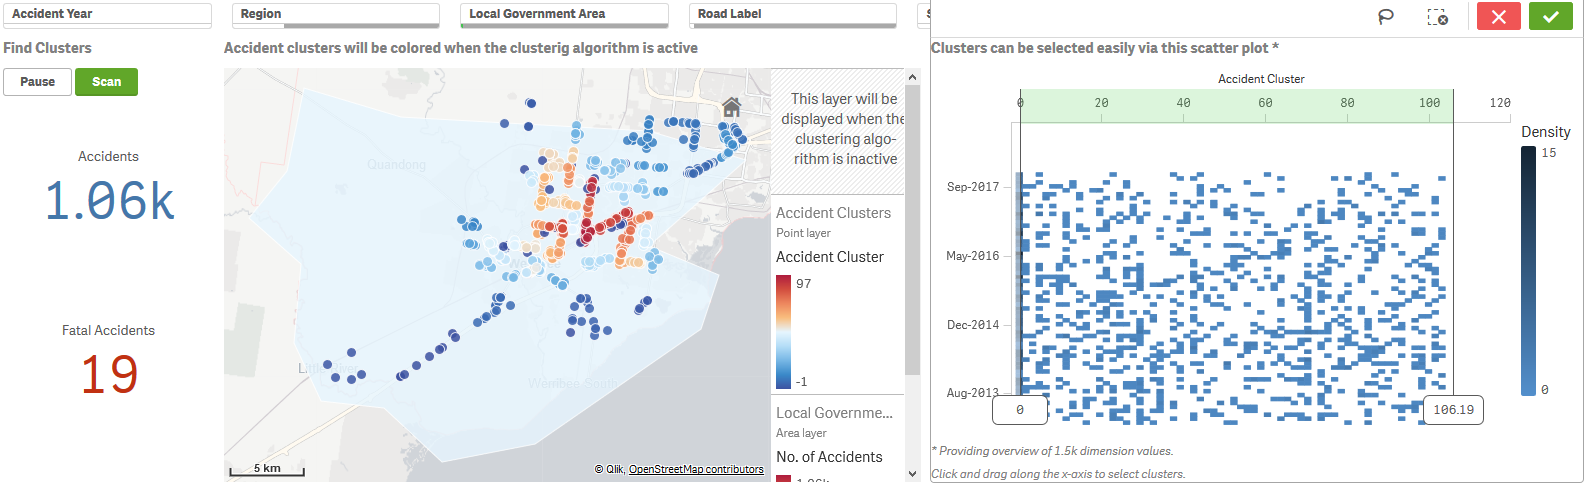 Accident Year
Region
Local Government Area
Road Label
Find Clusters
Pause
Scan
Accidents
1.06k
Fatal Accidents
19
Accident clusters will be colored when the clusterig algorithm is active
Quandong
Werribee South
5 km
© Qlik, OpenStreetMap contributors
This layer will be
displayed when the
clustering algo-
rithm is inactive
Accident Clusters
Point layer
Accident Cluster
97
-1
Local Governme...
Area layer
No. of Accidents
1.06k
Clusters can be selected easily via this scatter plot *
Accident Cluster
0 20 40 60 80 100 120
Sep-2017
May-2016
Dec-2014
Aug-2013
0
106.19
Density
15
0
* Providing overview of 1.5k dimension values.
Click and drag along the x-axis to select clusters.